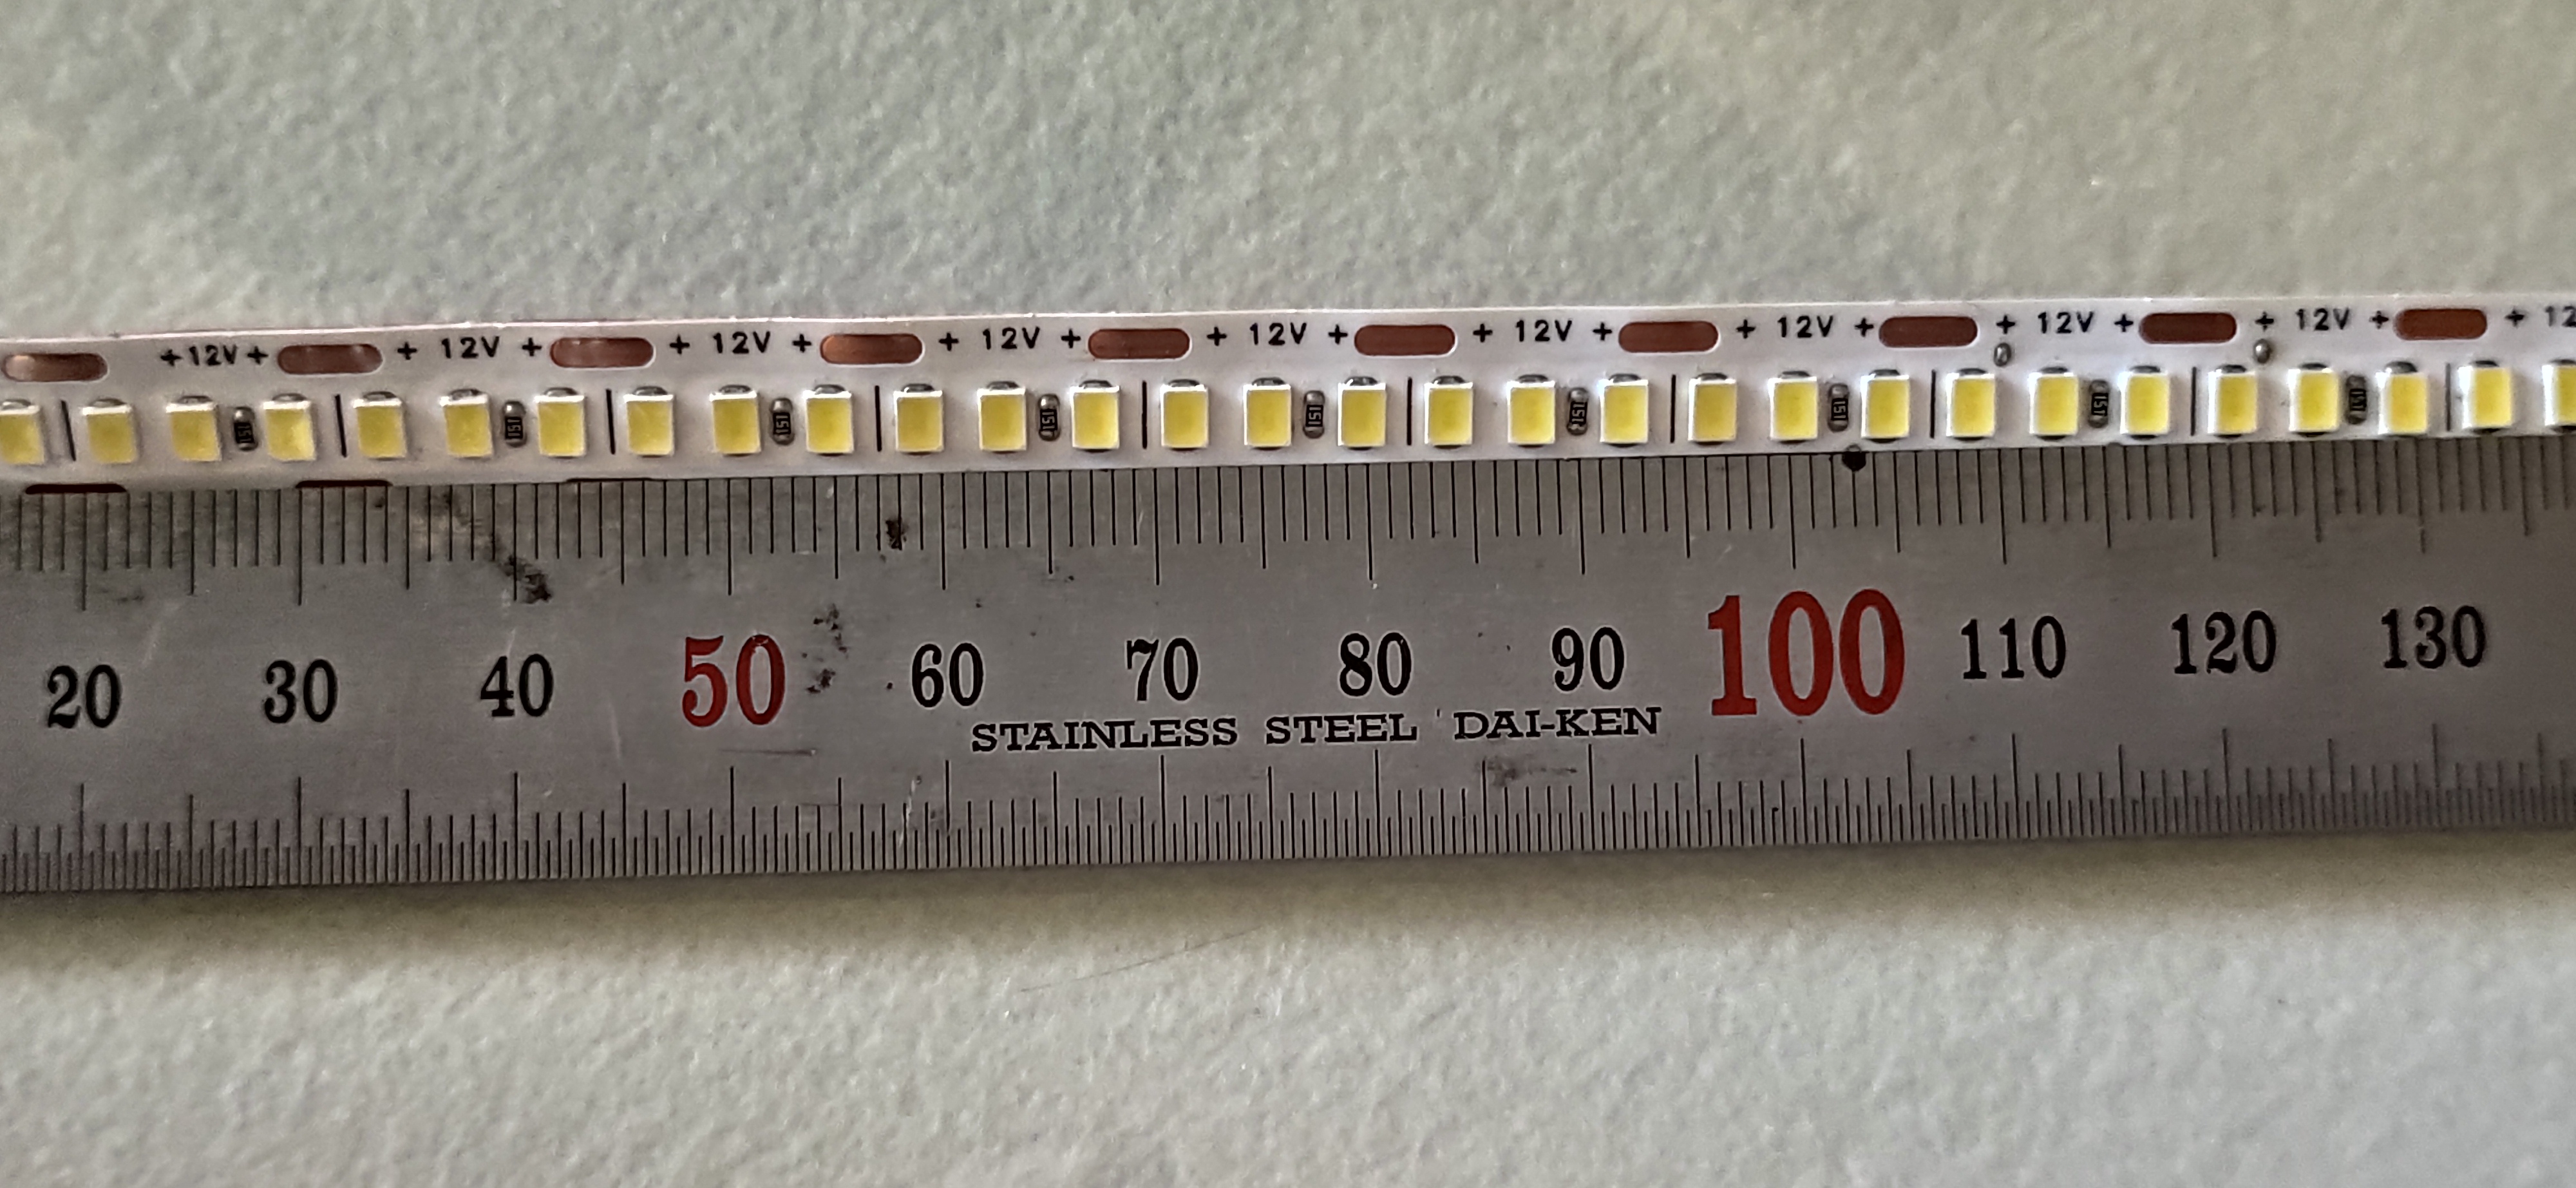 +12V+ + 12V + + 12V + + 12V + + 12V + + 12V + + 12V + + 12V + + 12V + + 12
151 151 151 151 151 151 151 151 151
20 30 40 50 60 70 80 90 100 110 120 130
STAINLESS STEEL DAI-KEN